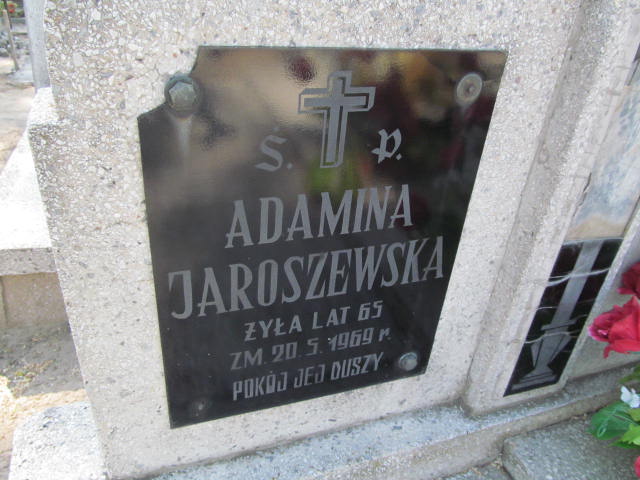 Ś. P.
ADAMINA
JAROSZEWSKA
ŻYŁA LAT 65
ZM. 20. 5. 1969 r.
POKÓJ JEJ DUSZY